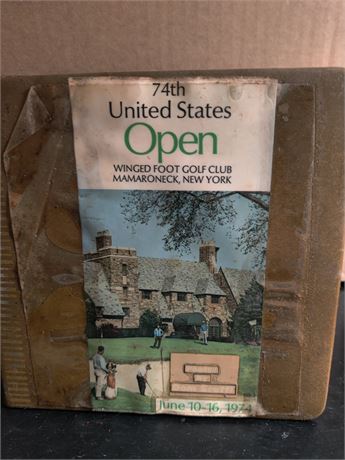 74th
United States
Open
WINGED FOOT GOLF CLUB
MAMARONECK, NEW YORK
June 10-16, 1974